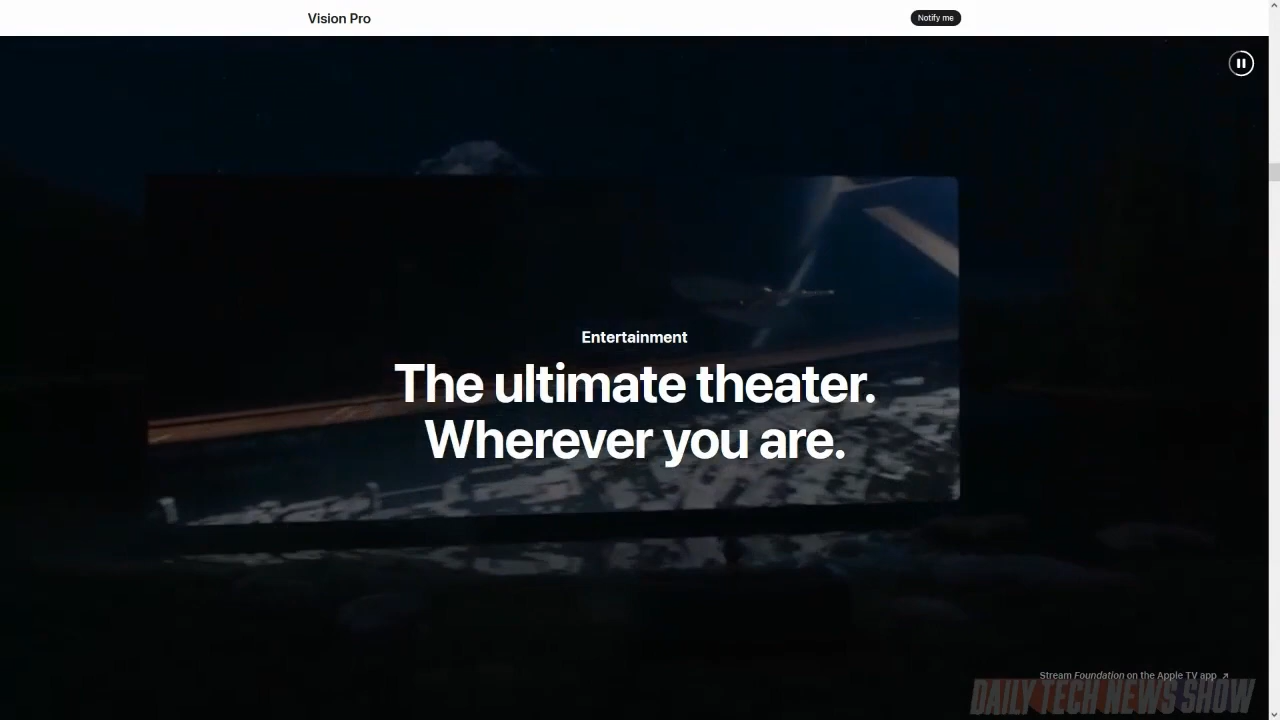 Vision Pro
Notify me
Entertainment
The ultimate theater.
Wherever you are.
Stream Foundation on the Apple TV app ↗
DAILY TECH NEWS SHOW